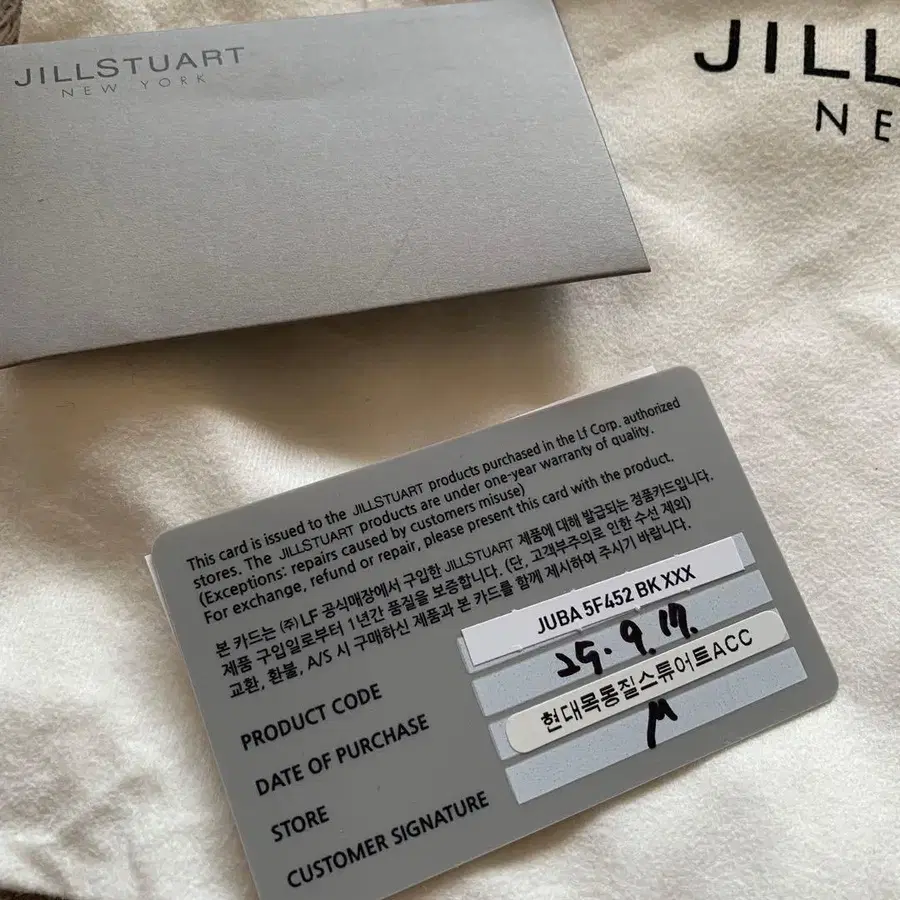 JILLSTUART
NEW YORK
JILL
NE
This card is issued to the JILLSTUART products purchased in the Lf Corp. authorized
stores. The JILLSTUART products are under one-year warranty of quality.
(Exceptions: repairs caused by customers misuse)
For exchange, refund or repair, please present this card with the product.
본 카드는 (주) LF 공식매장에서 구입한 JILLSTUART 제품에 대해 발급되는 정품카드입니다.
제품 구입일로부터 1년간 품질을 보증합니다. (단, 고객부주의로 인한 수선 제외)
교환, 환불, A/S 시 구매하신 제품과 본 카드를 함께 제시하여 주시기 바랍니다.
PRODUCT CODE JUBA 5F452 BK XXX
DATE OF PURCHASE 25. 9. 17.
STORE 현대목동질스튜어트ACC
CUSTOMER SIGNATURE